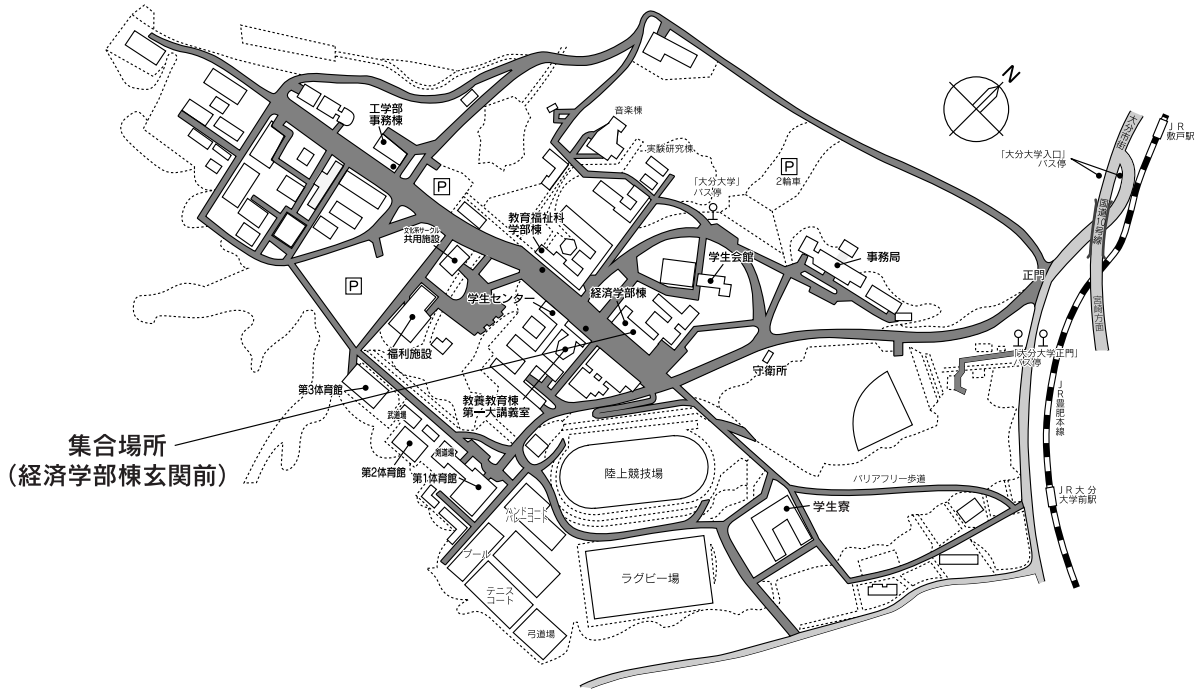 N
大分市街
JR
敷戸駅
「大分大学入口」
バス停
国道10号線
宮崎方面
正門
「大分大学正門」
バス停
JR豊肥本線
JR大分
大学前駅
工学部
事務棟
P
音楽棟
実験研究棟
P
2輪車
「大分大学」
バス停
教育福祉科
学部棟
文化系サークル
共用施設
学生会館
事務局
P
学生センター
経済学部棟
福利施設
守衛所
教養教育棟
第一大講義室
第3体育館
武道場
剣道場
第2体育館
第1体育館
集合場所
(経済学部棟玄関前)
陸上競技場
バリアフリー歩道
学生寮
ハンドコート
バレーコート
プール
テニス
コート
弓道場
ラグビー場